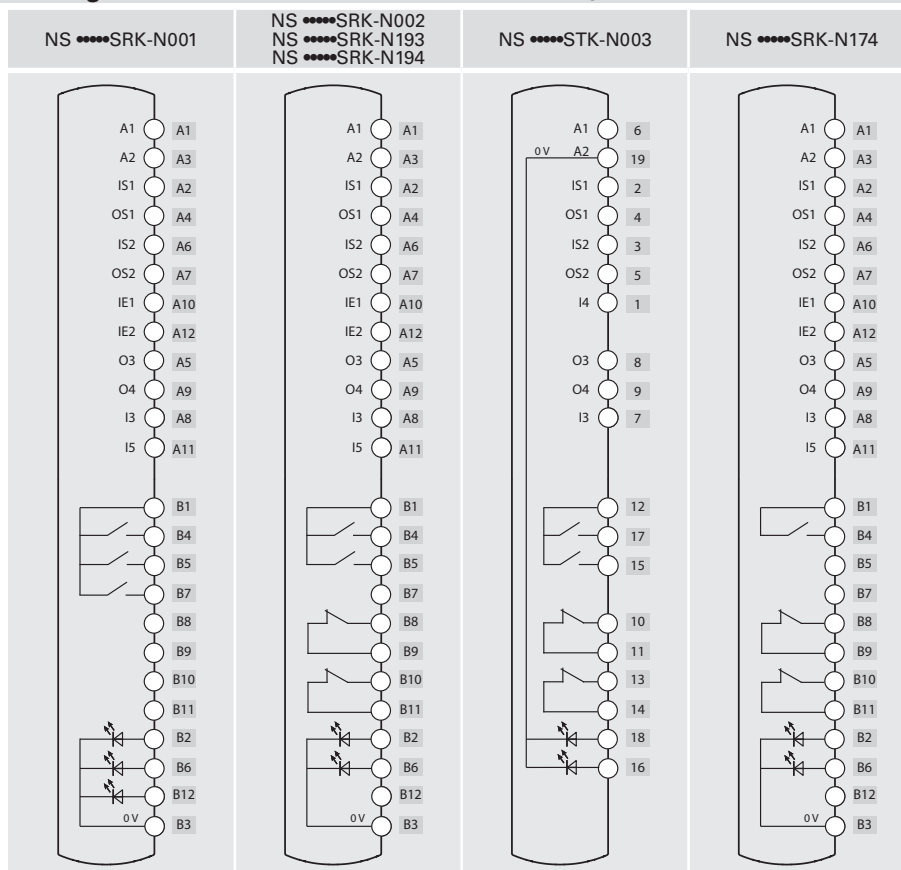 NS •••••SRK-N001
NS •••••SRK-N002
NS •••••SRK-N193
NS •••••SRK-N194
NS •••••STK-N003
NS •••••SRK-N174
A1 A1
A2 A3
IS1 A2
OS1 A4
IS2 A6
OS2 A7
IE1 A10
IE2 A12
O3 A5
O4 A9
I3 A8
I5 A11
B1
B4
B5
B7
B8
B9
B10
B11
B2
B6
B12
0 V B3
A1 A1
A2 A3
IS1 A2
OS1 A4
IS2 A6
OS2 A7
IE1 A10
IE2 A12
O3 A5
O4 A9
I3 A8
I5 A11
B1
B4
B5
B7
B8
B9
B10
B11
B2
B6
B12
0 V B3
A1 6
0 V A2 19
IS1 2
OS1 4
IS2 3
OS2 5
I4 1
O3 8
O4 9
I3 7
12
17
15
10
11
13
14
18
16
A1 A1
A2 A3
IS1 A2
OS1 A4
IS2 A6
OS2 A7
IE1 A10
IE2 A12
O3 A5
O4 A9
I3 A8
I5 A11
B1
B4
B5
B7
B8
B9
B10
B11
B2
B6
B12
0 V B3